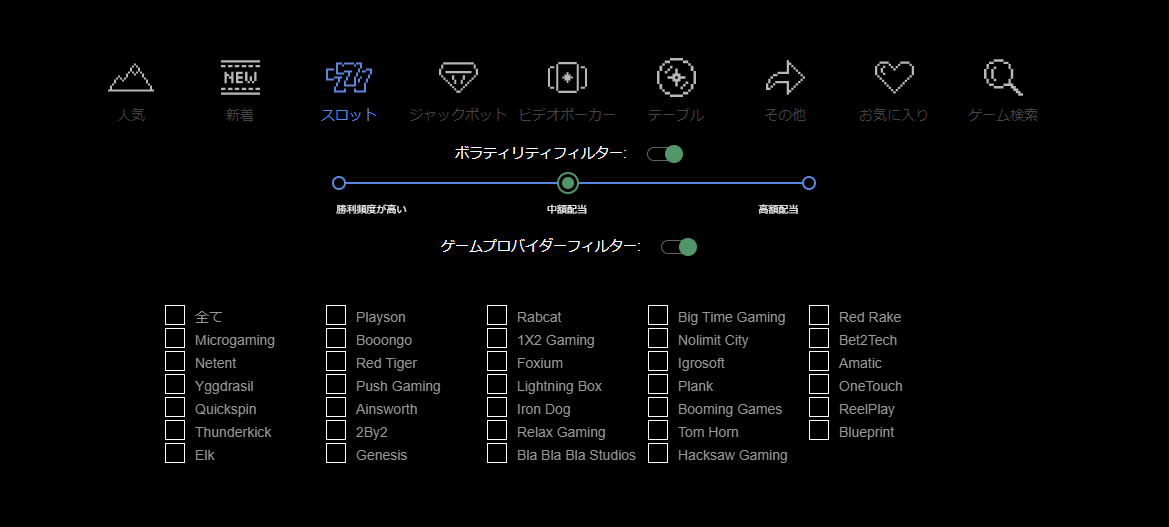 NEW
777
人気 新着 スロット ジャックポット ビデオポーカー テーブル その他 お気に入り ゲーム検索
ボラティリティフィルター:
勝利頻度が高い 中額配当 高額配当
ゲームプロバイダーフィルター:
全て Playson Rabcat Big Time Gaming Red Rake
Microgaming Booongo 1X2 Gaming Nolimit City Bet2Tech
Netent Red Tiger Foxium Igrosoft Amatic
Yggdrasil Push Gaming Lightning Box Plank OneTouch
Quickspin Ainsworth Iron Dog Booming Games ReelPlay
Thunderkick 2By2 Relax Gaming Tom Horn Blueprint
Elk Genesis Bla Bla Bla Studios Hacksaw Gaming